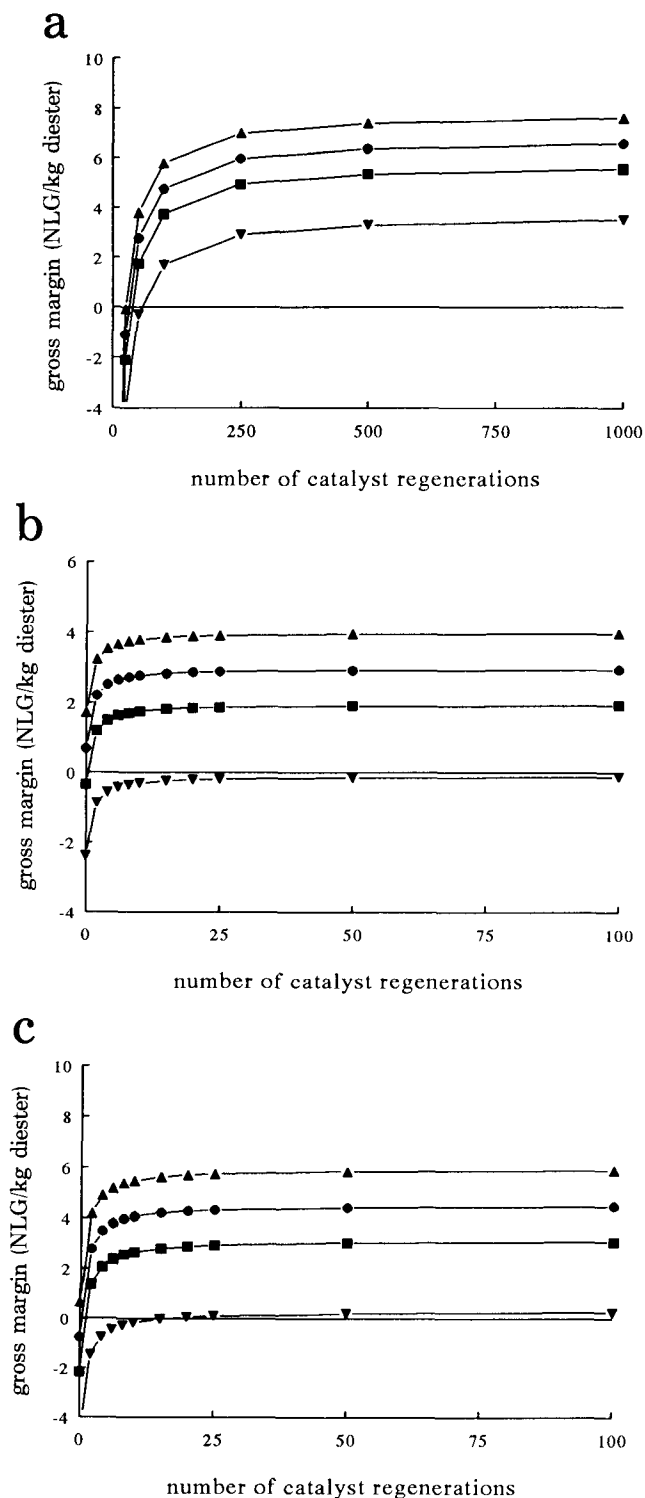 a
gross margin (NLG/kg diester)
10
8
6
4
2
0
-2
-4
0 250 500 750 1000
number of catalyst regenerations
b
gross margin (NLG/kg diester)
6
4
2
0
-2
-4
0 25 50 75 100
number of catalyst regenerations
c
gross margin (NLG/kg diester)
10
8
6
4
2
0
-2
-4
0 25 50 75 100
number of catalyst regenerations